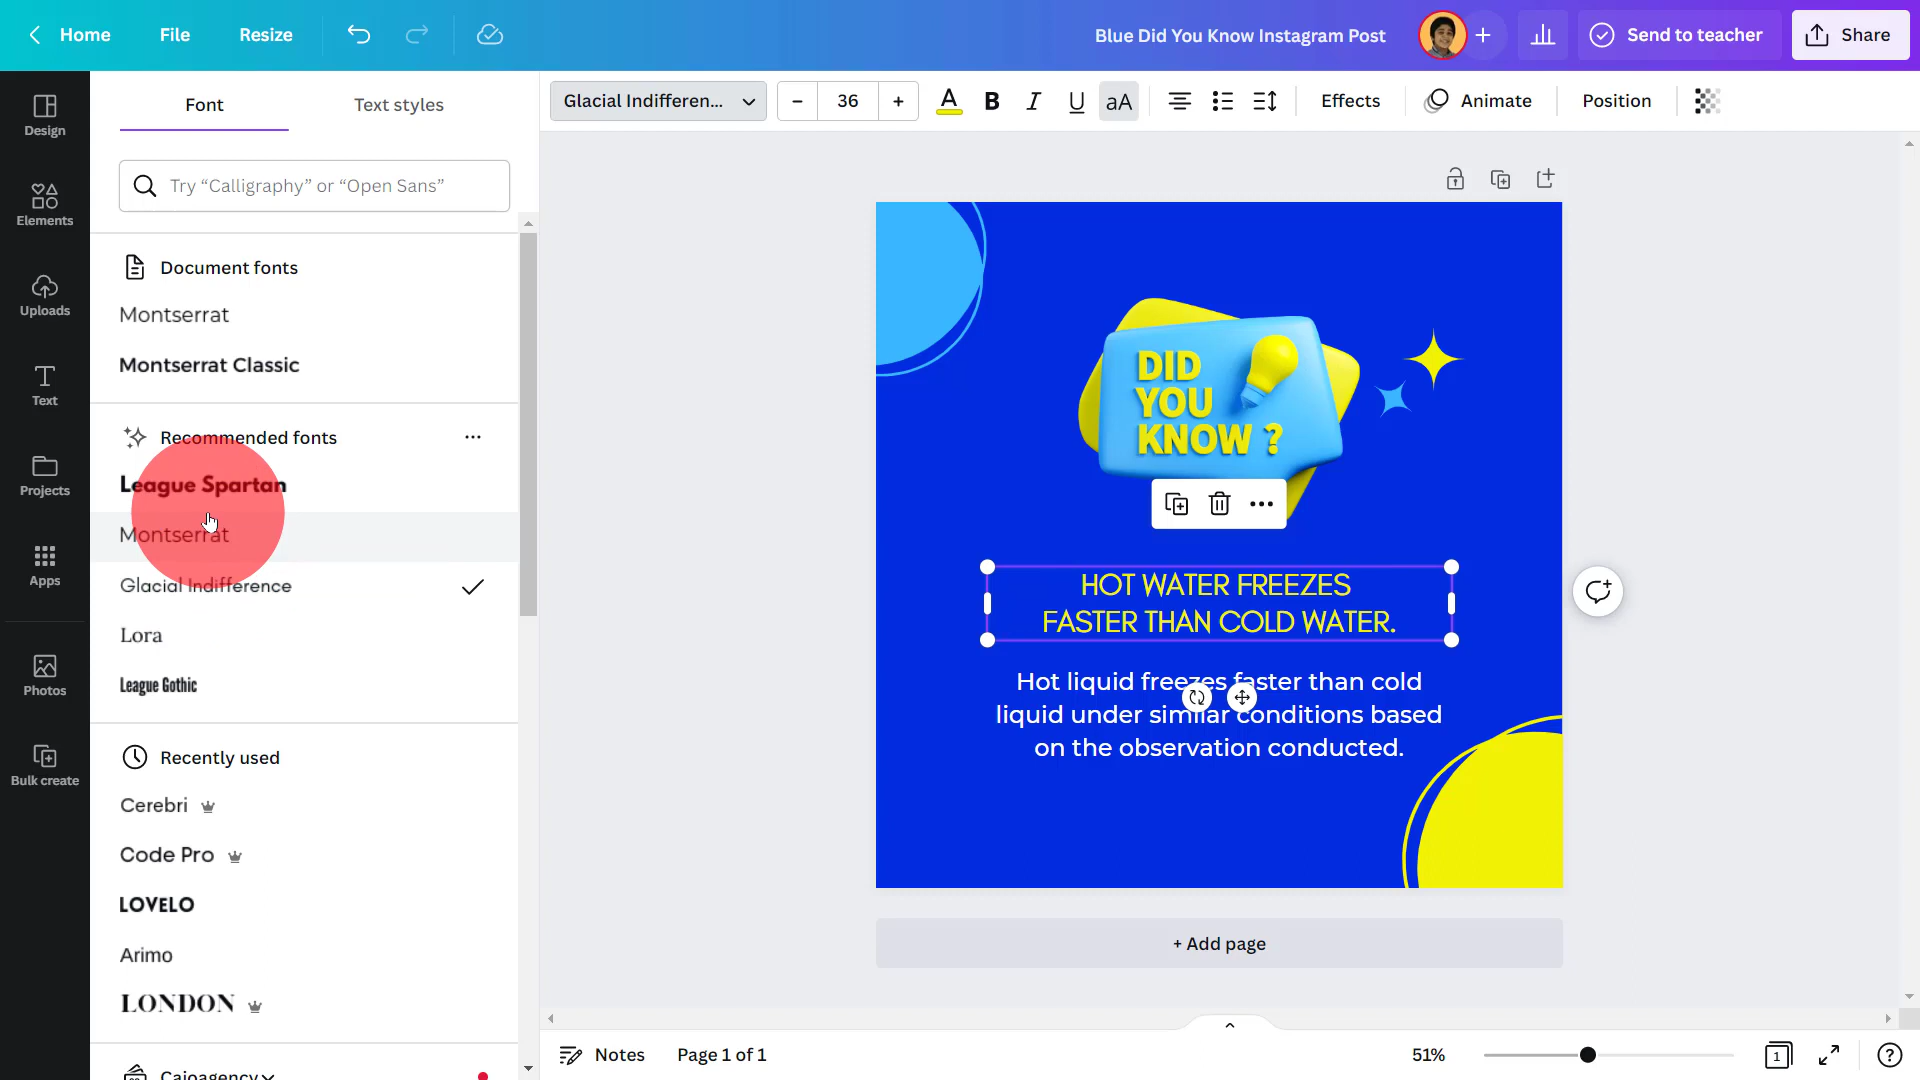 Home
File
Resize
Blue Did You Know Instagram Post
Send to teacher
Share
Design
Elements
Uploads
Text
Projects
Apps
Photos
Bulk create
Font
Text styles
Try “Calligraphy” or “Open Sans”
Document fonts
Montserrat
Montserrat Classic
Recommended fonts
League Spartan
Montserrat
Glacial Indifference
Lora
League Gothic
Recently used
Cerebri
Code Pro
LOVELO
Arimo
LONDON
Cajoagency
Glacial Indifferen...
36
A
B
I
U
aA
Effects
Animate
Position
DID
YOU
KNOW ?
HOT WATER FREEZES
FASTER THAN COLD WATER.
Hot liquid freezes faster than cold
liquid under similar conditions based
on the observation conducted.
+ Add page
Notes
Page 1 of 1
51%
1
?